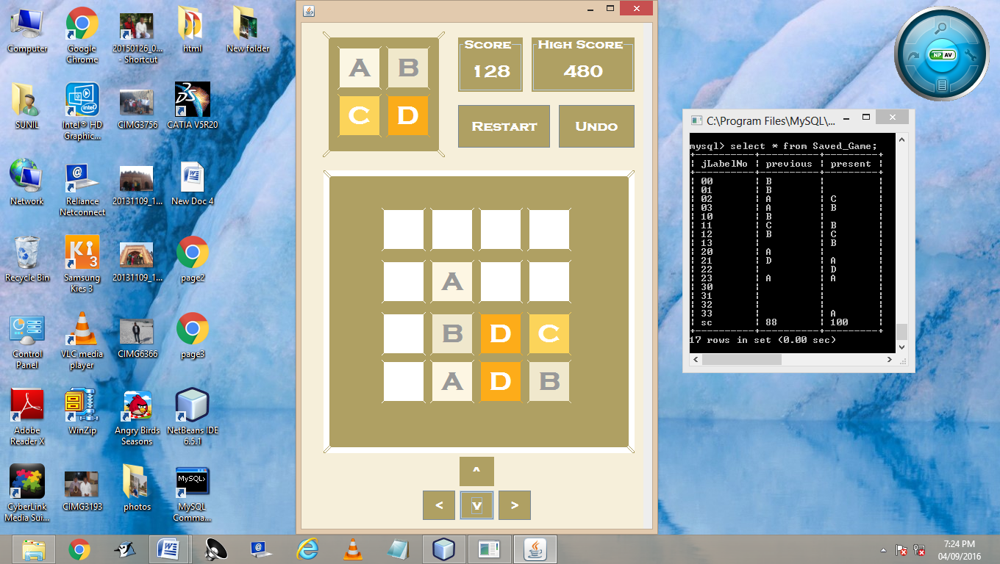 Computer
Google
Chrome
20150126_0...
- Shortcut
html
New folder
SUNIL
Intel® HD
Graphic...
CIMG3756
CATIA V5R20
Network
Reliance
Netconnect
20131109_1...
New Doc 4
Recycle Bin
Samsung
Kies 3
20131109_1...
page2
Control
Panel
VLC media
player
CIMG6366
page3
Adobe
Reader X
WinZip
Angry Birds
Seasons
NetBeans IDE
6.5.1
CyberLink
Media Sui...
CIMG3193
photos
MySQL
Comma...
A B
C D
Score
128
High Score
480
Restart
Undo
A
B D C
A D B
^
< v >
NP AV
C:\Program Files\MySQL\...
mysql> select * from Saved_Game;
| jLabelNo | previous | present |
| 00 | B | |
| 01 | B | |
| 02 | A | C |
| 03 | A | B |
| 10 | B | |
| 11 | C | B |
| 12 | B | C |
| 13 | | B |
| 20 | A | |
| 21 | D | A |
| 22 | | D |
| 23 | A | A |
| 30 | | |
| 31 | | |
| 32 | | |
| 33 | | A |
| sc | 88 | 100 |
17 rows in set (0.00 sec)
7:24 PM
04/09/2016